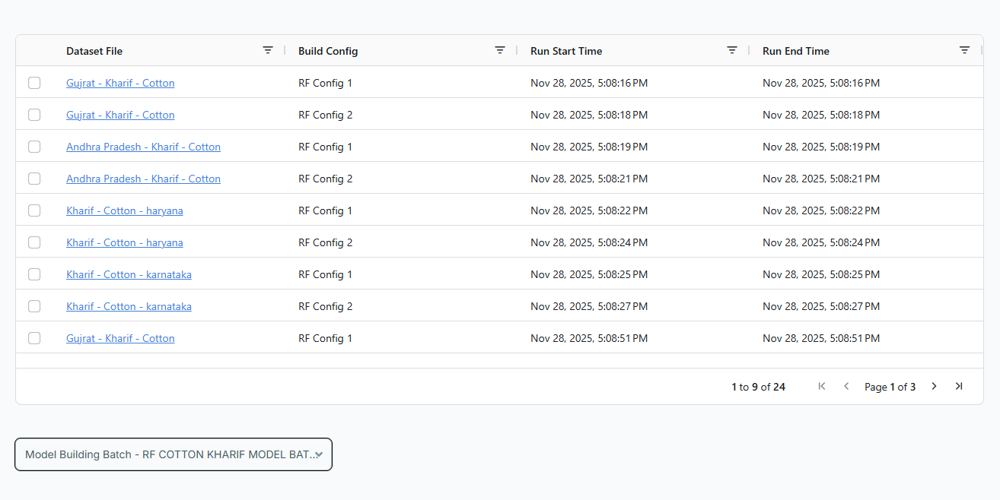 Dataset File Build Config Run Start Time Run End Time
Gujrat - Kharif - Cotton RF Config 1 Nov 28, 2025, 5:08:16 PM Nov 28, 2025, 5:08:16 PM
Gujrat - Kharif - Cotton RF Config 2 Nov 28, 2025, 5:08:18 PM Nov 28, 2025, 5:08:18 PM
Andhra Pradesh - Kharif - Cotton RF Config 1 Nov 28, 2025, 5:08:19 PM Nov 28, 2025, 5:08:19 PM
Andhra Pradesh - Kharif - Cotton RF Config 2 Nov 28, 2025, 5:08:21 PM Nov 28, 2025, 5:08:21 PM
Kharif - Cotton - haryana RF Config 1 Nov 28, 2025, 5:08:22 PM Nov 28, 2025, 5:08:22 PM
Kharif - Cotton - haryana RF Config 2 Nov 28, 2025, 5:08:24 PM Nov 28, 2025, 5:08:24 PM
Kharif - Cotton - karnataka RF Config 1 Nov 28, 2025, 5:08:25 PM Nov 28, 2025, 5:08:25 PM
Kharif - Cotton - karnataka RF Config 2 Nov 28, 2025, 5:08:27 PM Nov 28, 2025, 5:08:27 PM
Gujrat - Kharif - Cotton RF Config 1 Nov 28, 2025, 5:08:51 PM Nov 28, 2025, 5:08:51 PM
1 to 9 of 24 Page 1 of 3
Model Building Batch - RF COTTON KHARIF MODEL BAT...